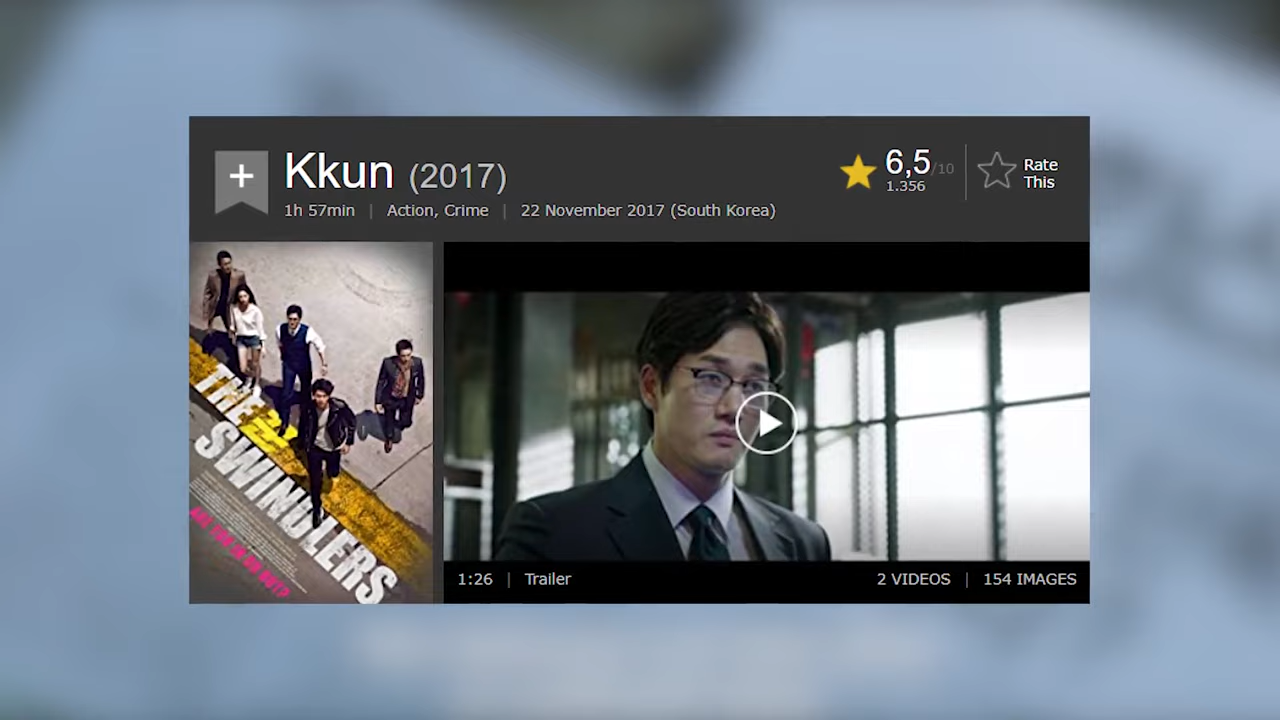 + Kkun (2017)
1h 57min | Action, Crime | 22 November 2017 (South Korea)
6,5/10
1.356
Rate
This
THE
SWINDLERS
1:26 | Trailer
2 VIDEOS | 154 IMAGES